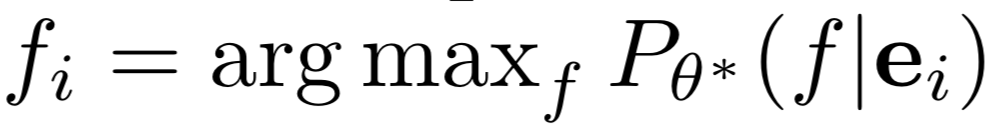 f_i = arg max_f P_{θ*}(f|e_i)